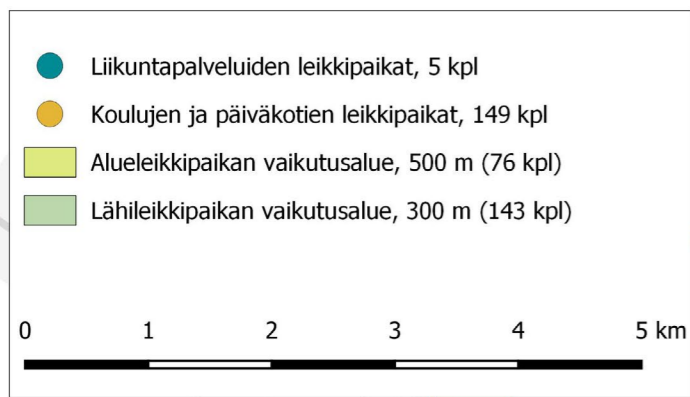 Liikuntapalveluiden leikkipaikat, 5 kpl
Koulujen ja päiväkotien leikkipaikat, 149 kpl
Alueleikkipaikan vaikutusalue, 500 m (76 kpl)
Lähileikkipaikan vaikutusalue, 300 m (143 kpl)
0 1 2 3 4 5 km